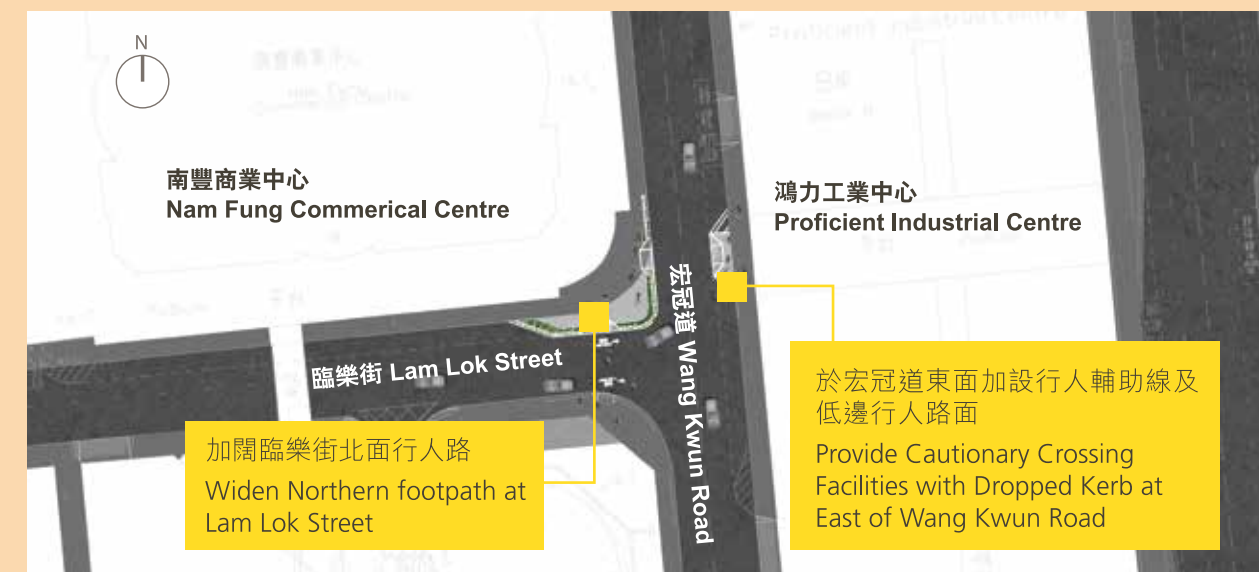 N
南豐商業中心
Nam Fung Commerical Centre
鴻力工業中心
Proficient Industrial Centre
宏冠道 Wang Kwun Road
臨樂街 Lam Lok Street
加闊臨樂街北面行人路
Widen Northern footpath at
Lam Lok Street
於宏冠道東面加設行人輔助線及
低邊行人路面
Provide Cautionary Crossing
Facilities with Dropped Kerb at
East of Wang Kwun Road